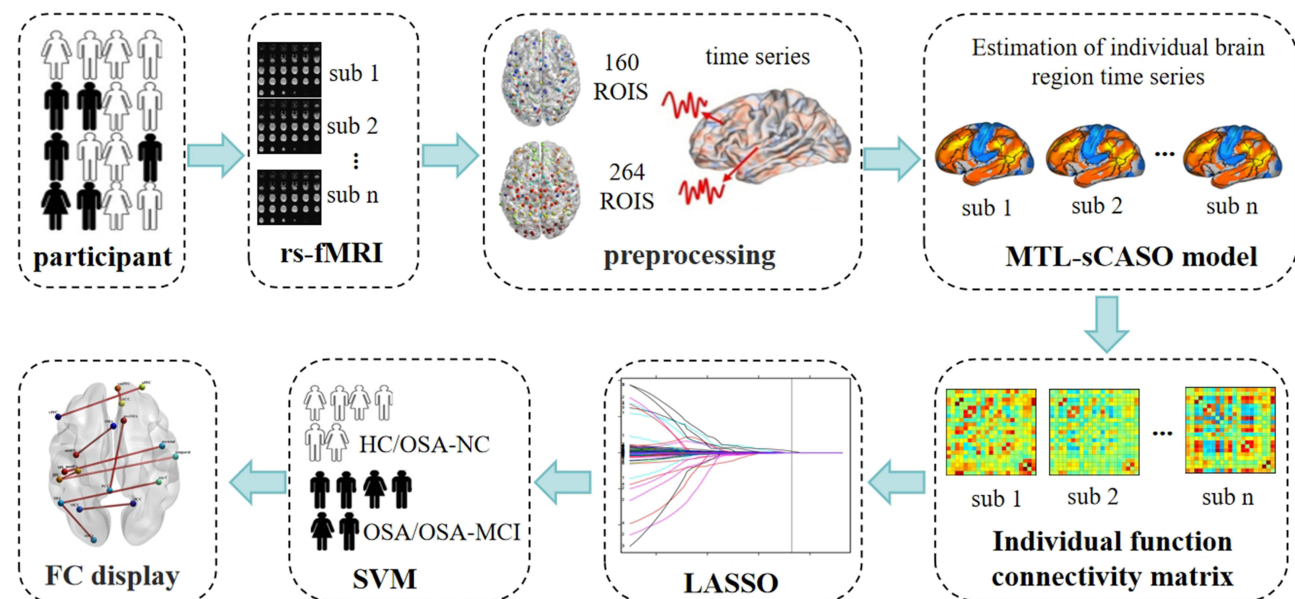 participant
sub 1
sub 2
sub n
rs-fMRI
160
ROIS
264
ROIS
time series
preprocessing
Estimation of individual brain
region time series
sub 1
sub 2
...
sub n
MTL-sCASO model
sub 1
sub 2
...
sub n
Individual function
connectivity matrix
LASSO
HC/OSA-NC
OSA/OSA-MCI
SVM
FC display